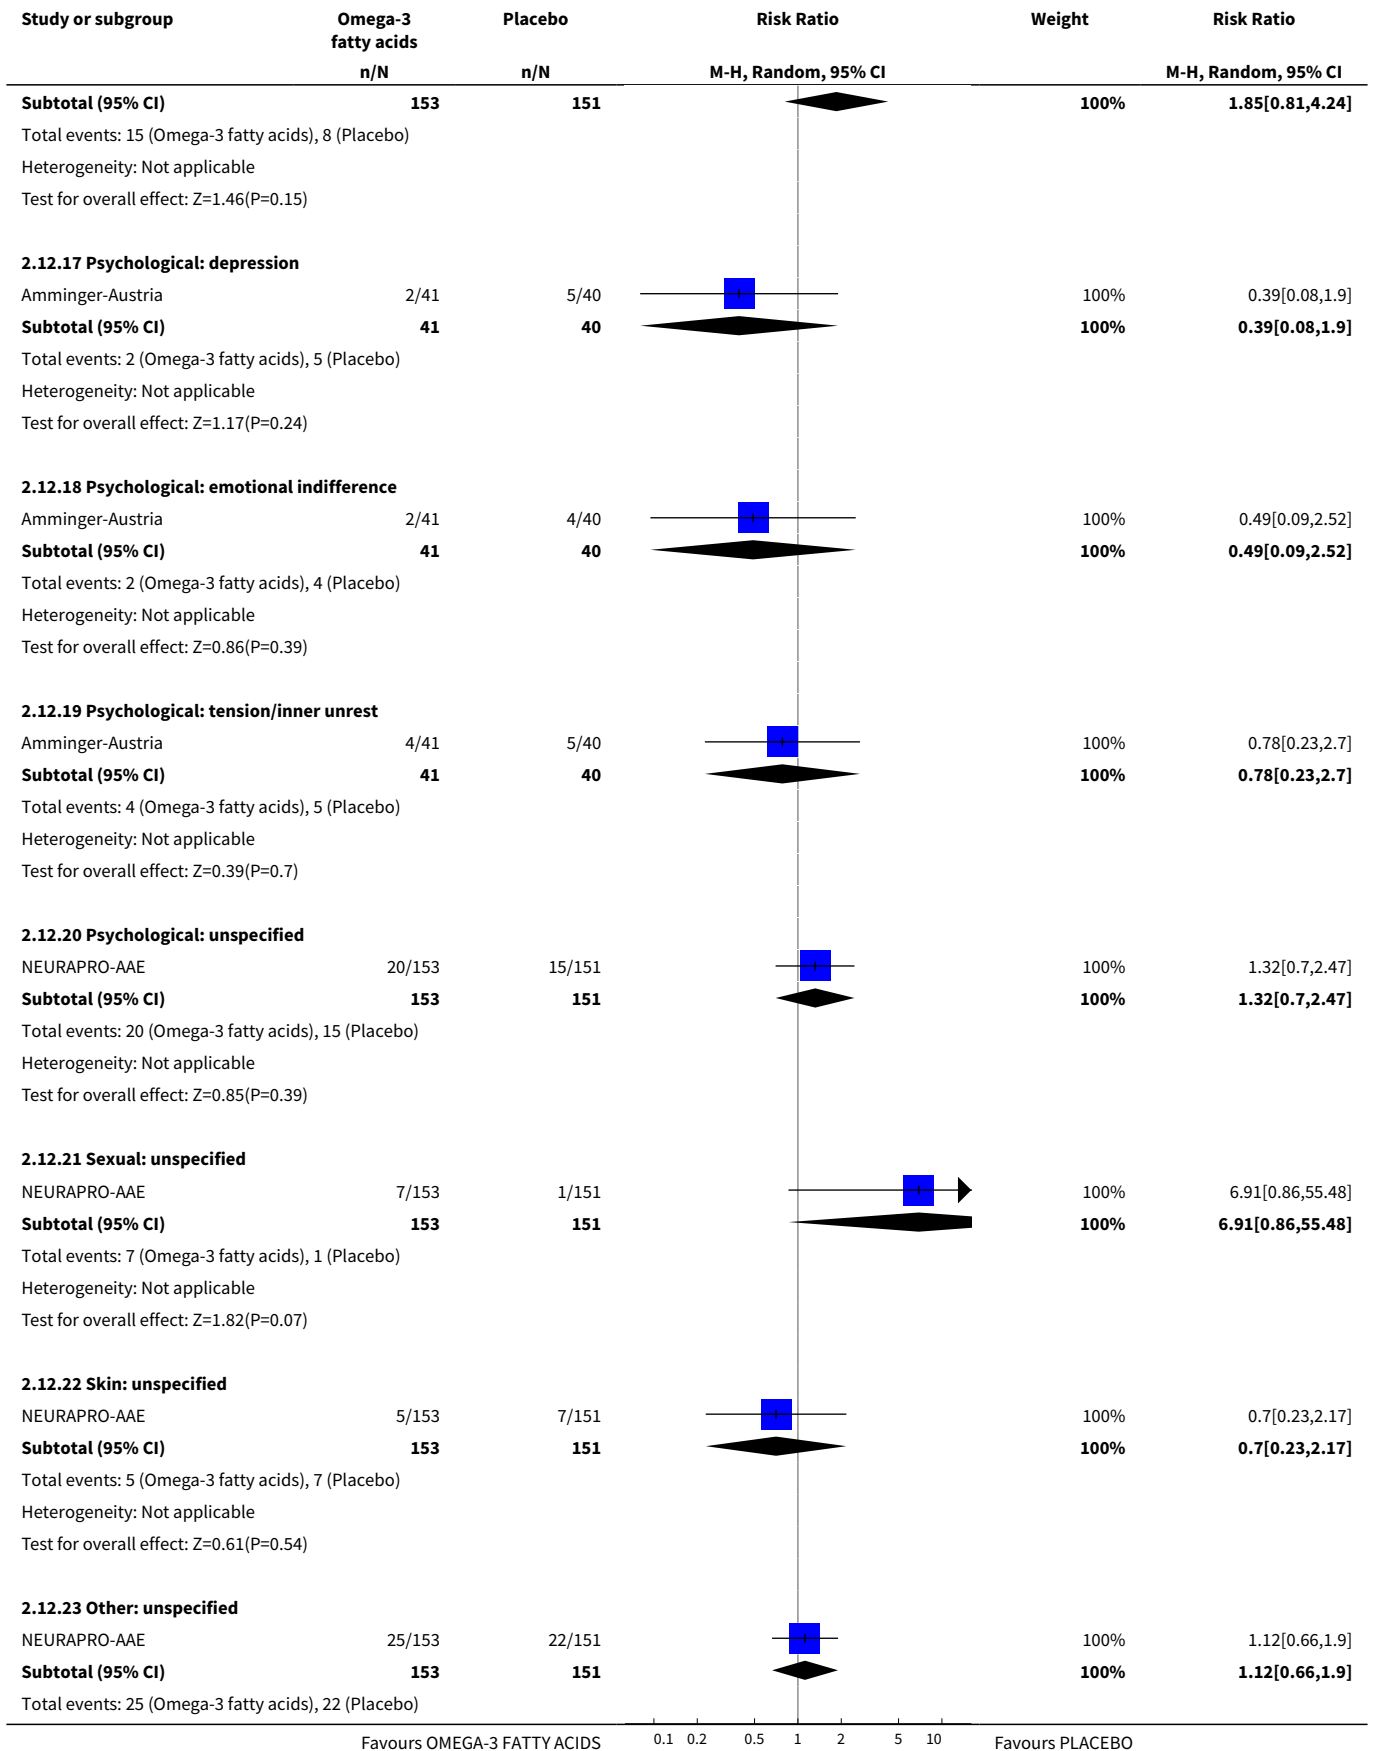 Study or subgroup Omega-3 fatty acids Placebo Risk Ratio Weight Risk Ratio
n/N n/N M-H, Random, 95% CI M-H, Random, 95% CI
Subtotal (95% CI) 153 151 100% 1.85[0.81,4.24]
Total events: 15 (Omega-3 fatty acids), 8 (Placebo)
Heterogeneity: Not applicable
Test for overall effect: Z=1.46(P=0.15)
2.12.17 Psychological: depression
Amminger-Austria 2/41 5/40 100% 0.39[0.08,1.9]
Subtotal (95% CI) 41 40 100% 0.39[0.08,1.9]
Total events: 2 (Omega-3 fatty acids), 5 (Placebo)
Heterogeneity: Not applicable
Test for overall effect: Z=1.17(P=0.24)
2.12.18 Psychological: emotional indifference
Amminger-Austria 2/41 4/40 100% 0.49[0.09,2.52]
Subtotal (95% CI) 41 40 100% 0.49[0.09,2.52]
Total events: 2 (Omega-3 fatty acids), 4 (Placebo)
Heterogeneity: Not applicable
Test for overall effect: Z=0.86(P=0.39)
2.12.19 Psychological: tension/inner unrest
Amminger-Austria 4/41 5/40 100% 0.78[0.23,2.7]
Subtotal (95% CI) 41 40 100% 0.78[0.23,2.7]
Total events: 4 (Omega-3 fatty acids), 5 (Placebo)
Heterogeneity: Not applicable
Test for overall effect: Z=0.39(P=0.7)
2.12.20 Psychological: unspecified
NEURAPRO-AAE 20/153 15/151 100% 1.32[0.7,2.47]
Subtotal (95% CI) 153 151 100% 1.32[0.7,2.47]
Total events: 20 (Omega-3 fatty acids), 15 (Placebo)
Heterogeneity: Not applicable
Test for overall effect: Z=0.85(P=0.39)
2.12.21 Sexual: unspecified
NEURAPRO-AAE 7/153 1/151 100% 6.91[0.86,55.48]
Subtotal (95% CI) 153 151 100% 6.91[0.86,55.48]
Total events: 7 (Omega-3 fatty acids), 1 (Placebo)
Heterogeneity: Not applicable
Test for overall effect: Z=1.82(P=0.07)
2.12.22 Skin: unspecified
NEURAPRO-AAE 5/153 7/151 100% 0.7[0.23,2.17]
Subtotal (95% CI) 153 151 100% 0.7[0.23,2.17]
Total events: 5 (Omega-3 fatty acids), 7 (Placebo)
Heterogeneity: Not applicable
Test for overall effect: Z=0.61(P=0.54)
2.12.23 Other: unspecified
NEURAPRO-AAE 25/153 22/151 100% 1.12[0.66,1.9]
Subtotal (95% CI) 153 151 100% 1.12[0.66,1.9]
Total events: 25 (Omega-3 fatty acids), 22 (Placebo)
Favours OMEGA-3 FATTY ACIDS 0.1 0.2 0.5 1 2 5 10 Favours PLACEBO